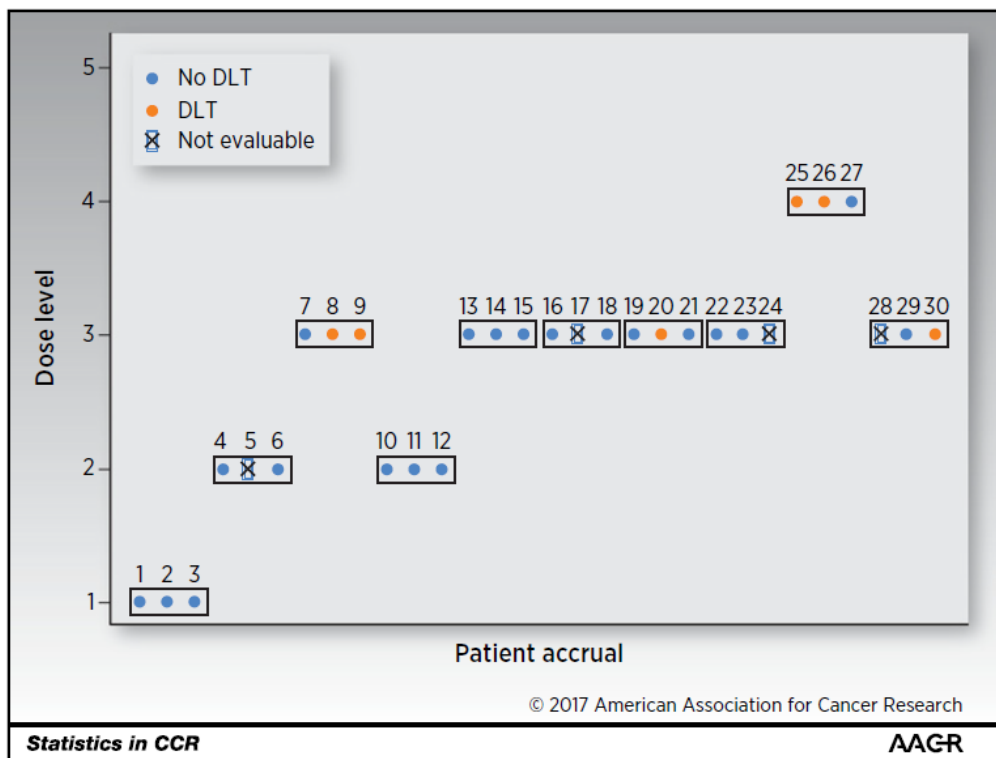 No DLT
DLT
Not evaluable
5
4
3
2
1
Dose level
25 26 27
7 8 9
13 14 15
16 17 18
19 20 21
22 23 24
28 29 30
4 5 6
10 11 12
1 2 3
Patient accrual
© 2017 American Association for Cancer Research
Statistics in CCR
AACR